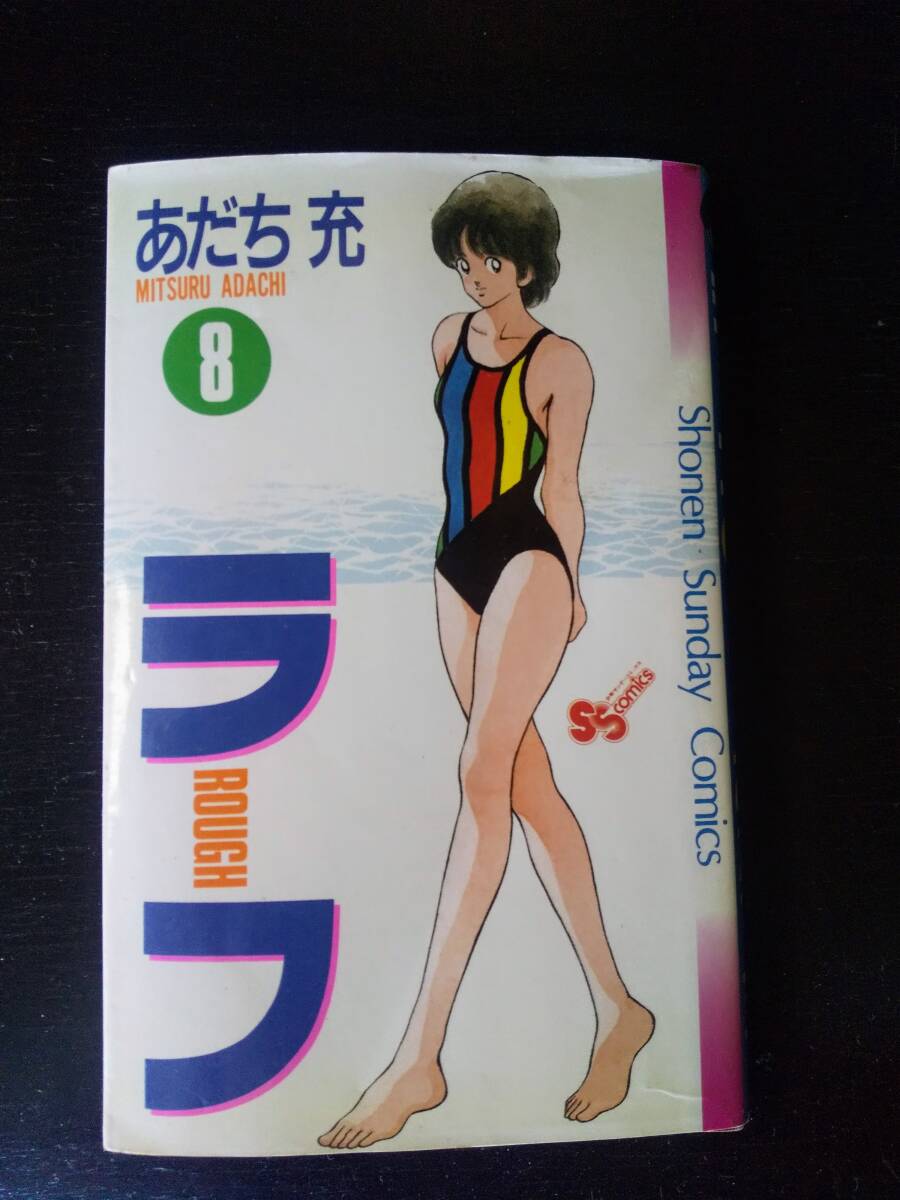 あだち 充
MITSURU ADACHI
8
ラフ
ROUGH
SS
comics
Shonen Sunday Comics